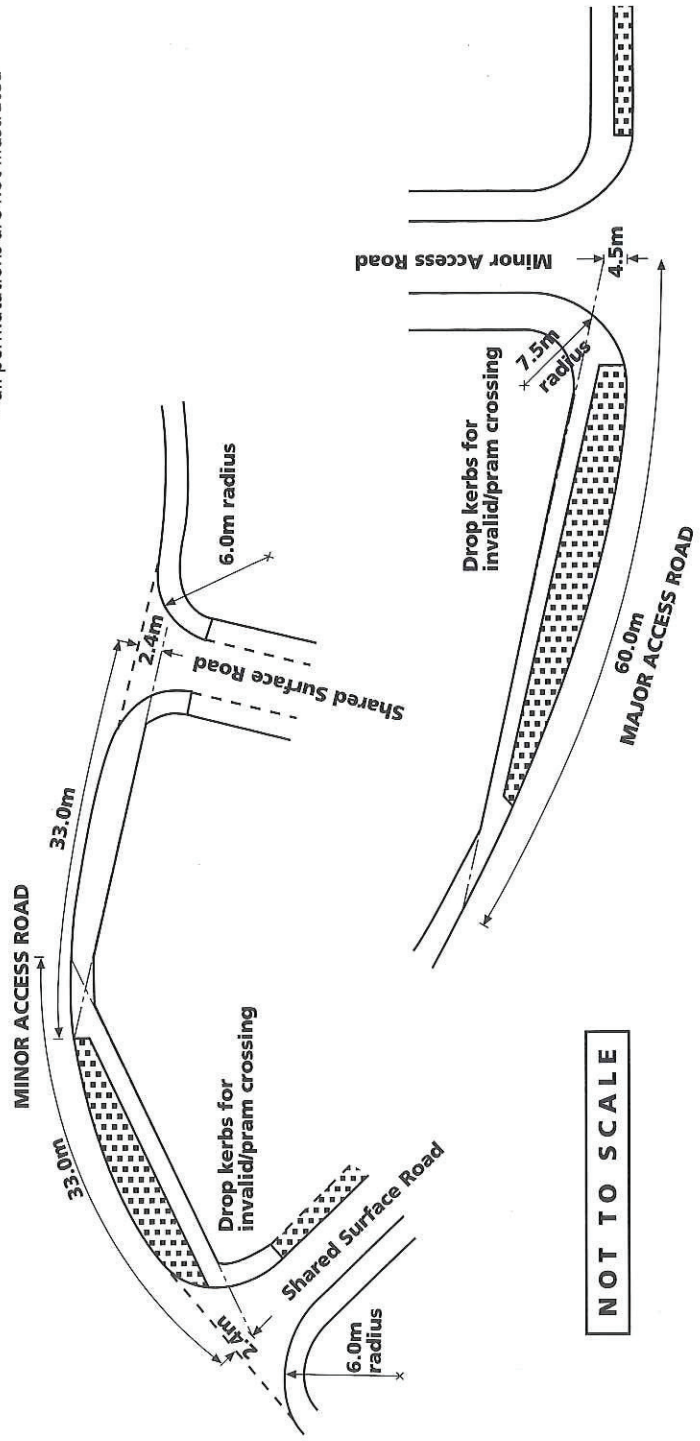 MINOR ACCESS ROAD
33.0m
33.0m
2.4m
6.0m radius
Shared Surface Road
Drop kerbs for
invalid/pram crossing
2.4m
Shared Surface Road
6.0m
radius
Minor Access Road
4.5m
7.5m
radius
Drop kerbs for
invalid/pram crossing
60.0m
MAJOR ACCESS ROAD
NOT TO SCALE